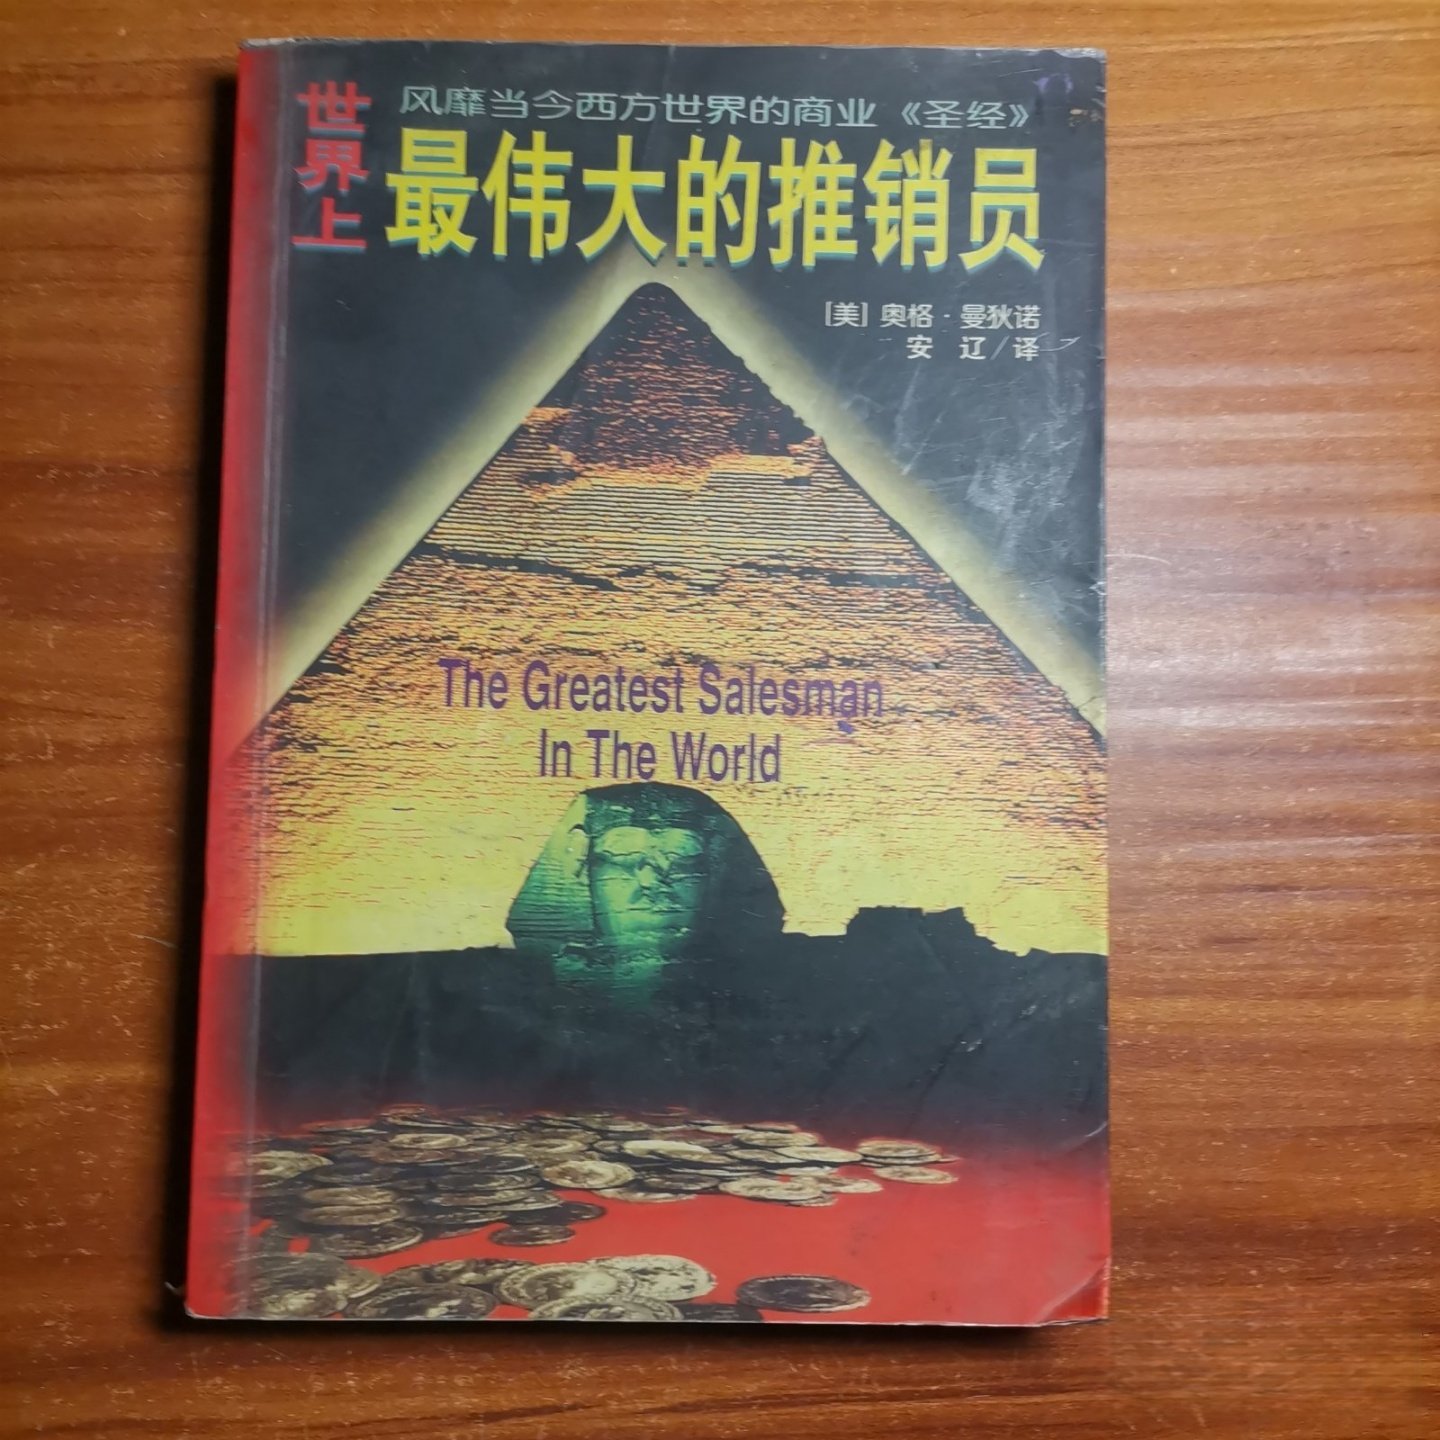 风靡当今西方世界的商业《圣经》
世界上
最伟大的推销员
[美] 奥格·曼狄诺
安 辽/译
The Greatest Salesman
In The World